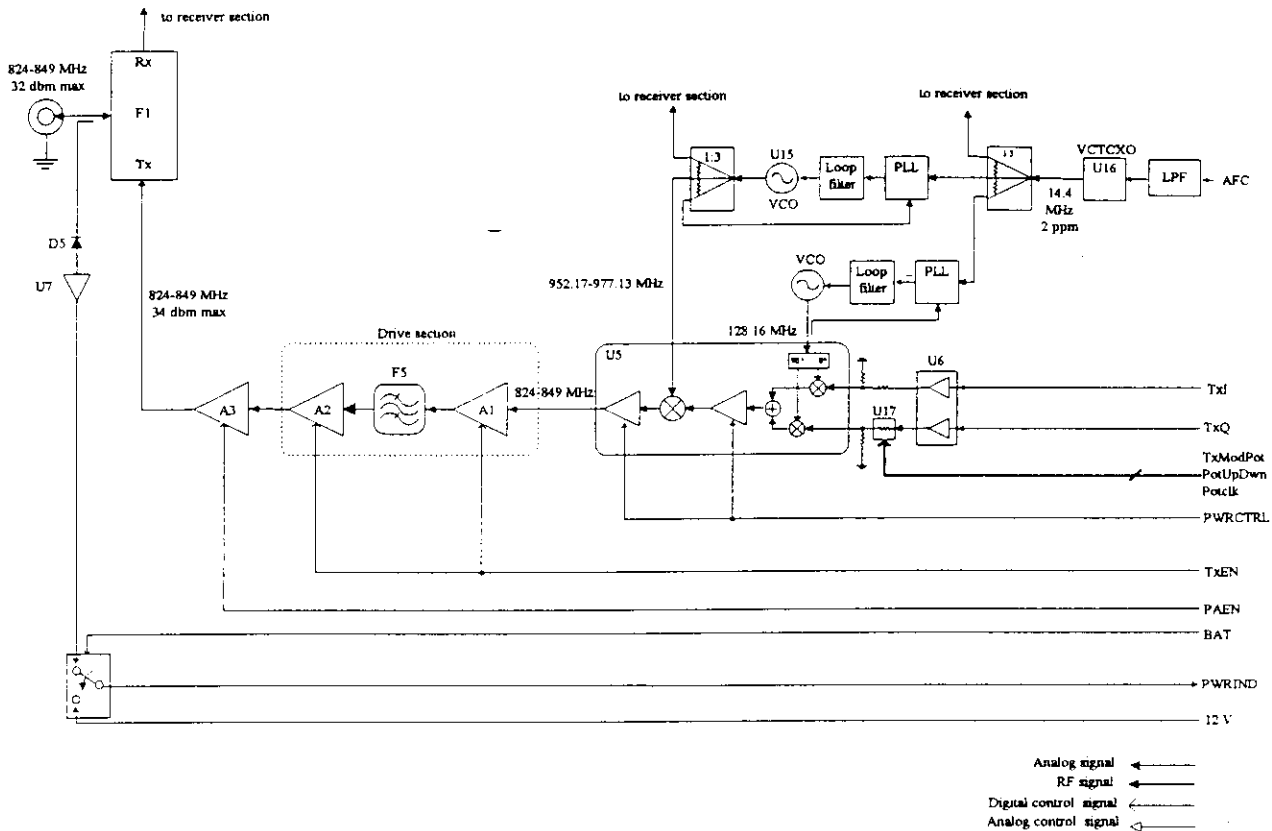 to receiver section
824-849 MHz
32 dbm max
Rx
F1
Tx
to receiver section
to receiver section
1:3
U15
VCO
Loop
filter
PLL
VCTCXO
U16
LPF
AFC
14.4
MHz
2 ppm
D5
U7
824-849 MHz
34 dbm max
952.17-977.13 MHz
VCO
Loop
filter
PLL
128 16 MHz
Drive section
U5
U6
F5
A3
A2
A1
824-849 MHz
U17
TxI
TxQ
TxModPot
PotUpDwn
Potclk
PWRCTRL
TxEN
PAEN
BAT
PWRIND
12 V
Analog signal
RF signal
Digital control signal
Analog control signal